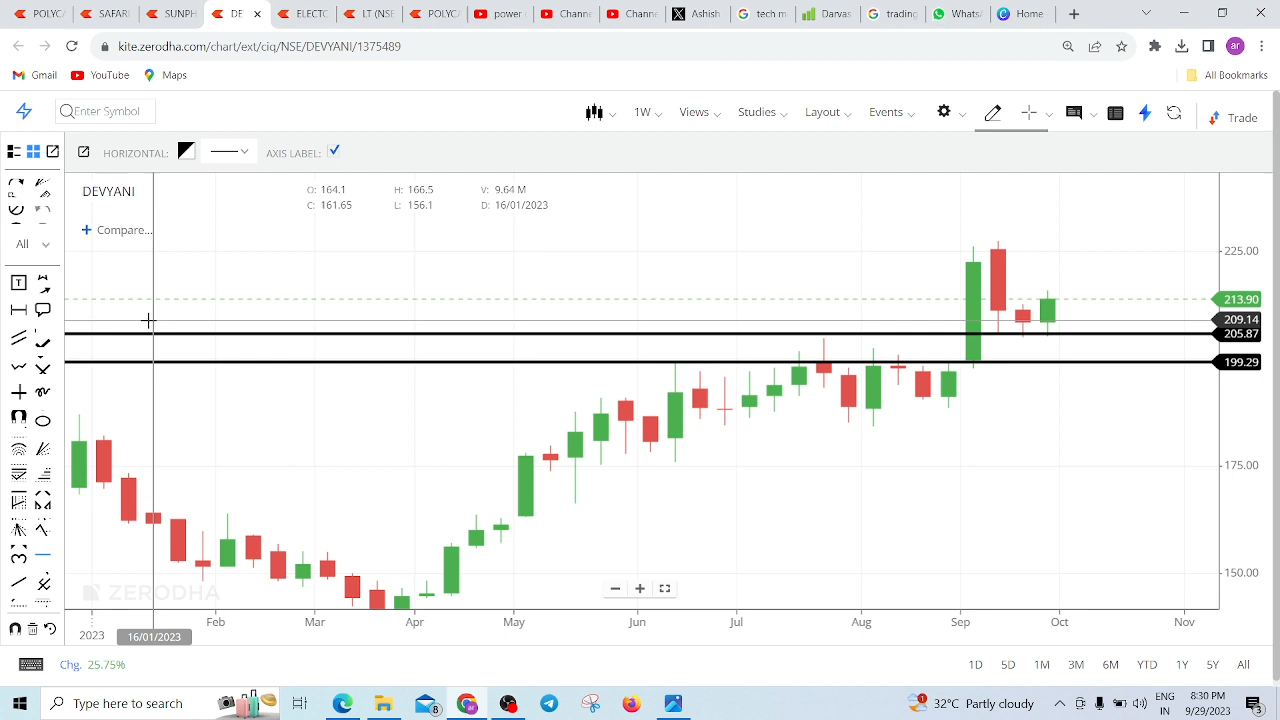 POLYC
SAURI
SUNPH
DE
ELECTC
LT (NSE
POLYC
power
Channe
Channe
Ashish
tech m
Darvas
trading
Whats
Home
kite.zerodha.com/chart/ext/ciq/NSE/DEVYANI/1375489
ar
Gmail YouTube Maps All Bookmarks
Enter Symbol 1W Views Studies Layout Events Trade
HORIZONTAL: AXIS LABEL:
DEVYANI O: 164.1 H: 166.5 V: 9.64 M
C: 161.65 L: 156.1 D: 16/01/2023
Compare...
All
225.00
213.90
209.14
205.87
199.29
175.00
150.00
ZERODHA
2023 Feb Mar Apr May Jun Jul Aug Sep Oct Nov
16/01/2023
Chg. 25.75% 1D 5D 1M 3M 6M YTD 1Y 5Y All
Type here to search 8 32°C Partly cloudy ENG 8:30 PM
IN 9/29/2023 3